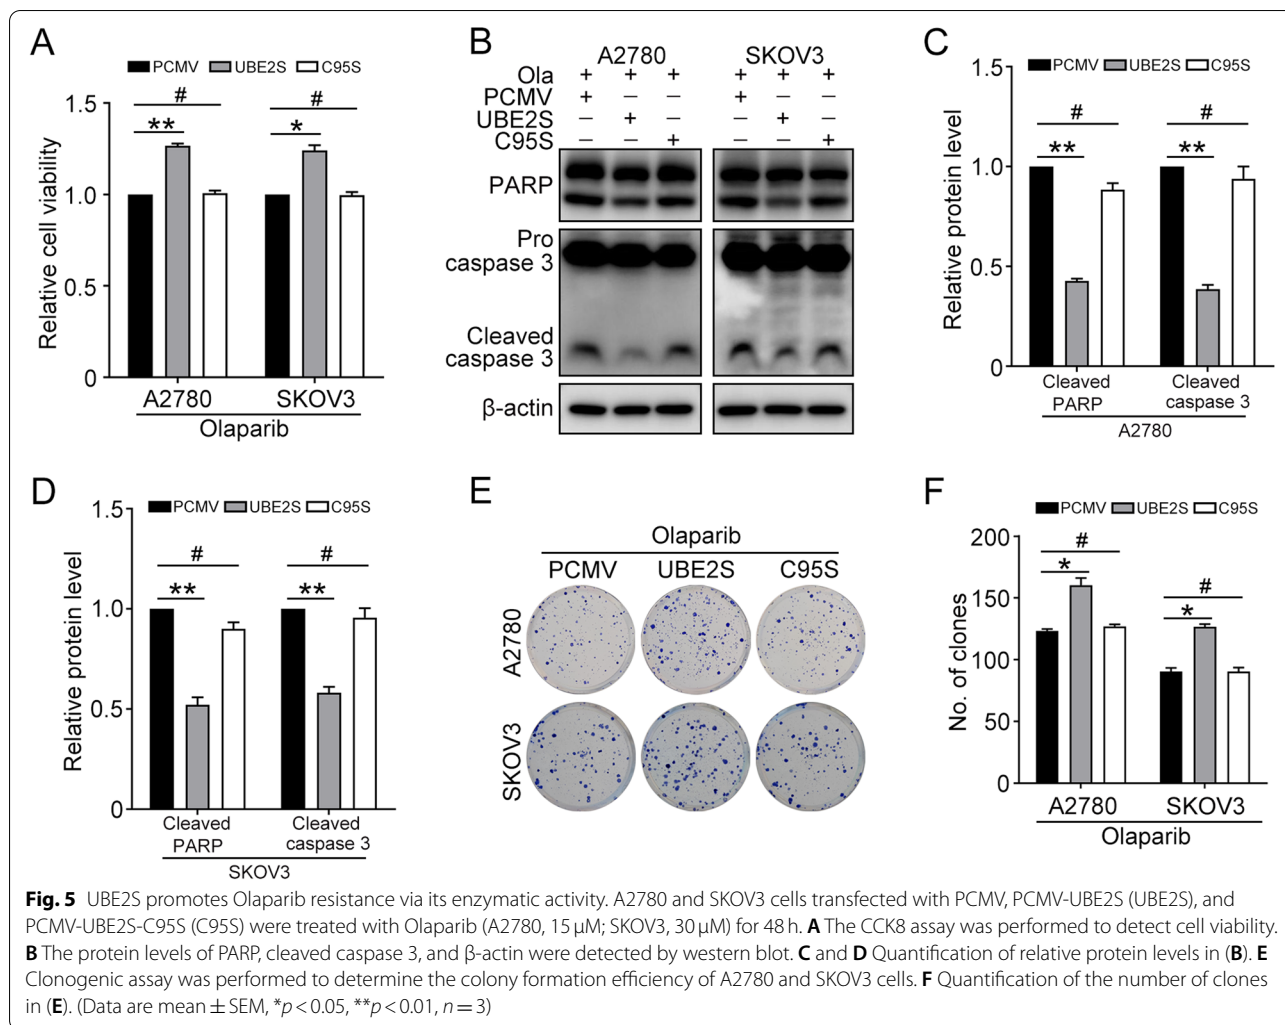 A
PCMV UBE2S C95S
Relative cell viability
1.5
1.0
0.5
0
#
**
#
*
A2780 SKOV3
Olaparib
B
A2780 SKOV3
Ola + + + + + +
PCMV + − − + − −
UBE2S − + − − + −
C95S − − + − − +
PARP
Pro
caspase 3
Cleaved
caspase 3
β-actin
C
PCMV UBE2S C95S
Relative protein level
1.5
1.0
0.5
0
#
**
#
**
Cleaved Cleaved
PARP caspase 3
A2780
D
PCMV UBE2S C95S
Relative protein level
1.5
1.0
0.5
0
#
**
#
**
Cleaved Cleaved
PARP caspase 3
SKOV3
E
Olaparib
PCMV UBE2S C95S
A2780
SKOV3
F
PCMV UBE2S C95S
No. of clones
200
150
100
50
0
#
*
#
*
A2780 SKOV3
Olaparib
Fig. 5 UBE2S promotes Olaparib resistance via its enzymatic activity. A2780 and SKOV3 cells transfected with PCMV, PCMV-UBE2S (UBE2S), and
PCMV-UBE2S-C95S (C95S) were treated with Olaparib (A2780, 15 μM; SKOV3, 30 μM) for 48 h. A The CCK8 assay was performed to detect cell viability.
B The protein levels of PARP, cleaved caspase 3, and β-actin were detected by western blot. C and D Quantification of relative protein levels in (B). E
Clonogenic assay was performed to determine the colony formation efficiency of A2780 and SKOV3 cells. F Quantification of the number of clones
in (E). (Data are mean ± SEM, *p < 0.05, **p < 0.01, n = 3)